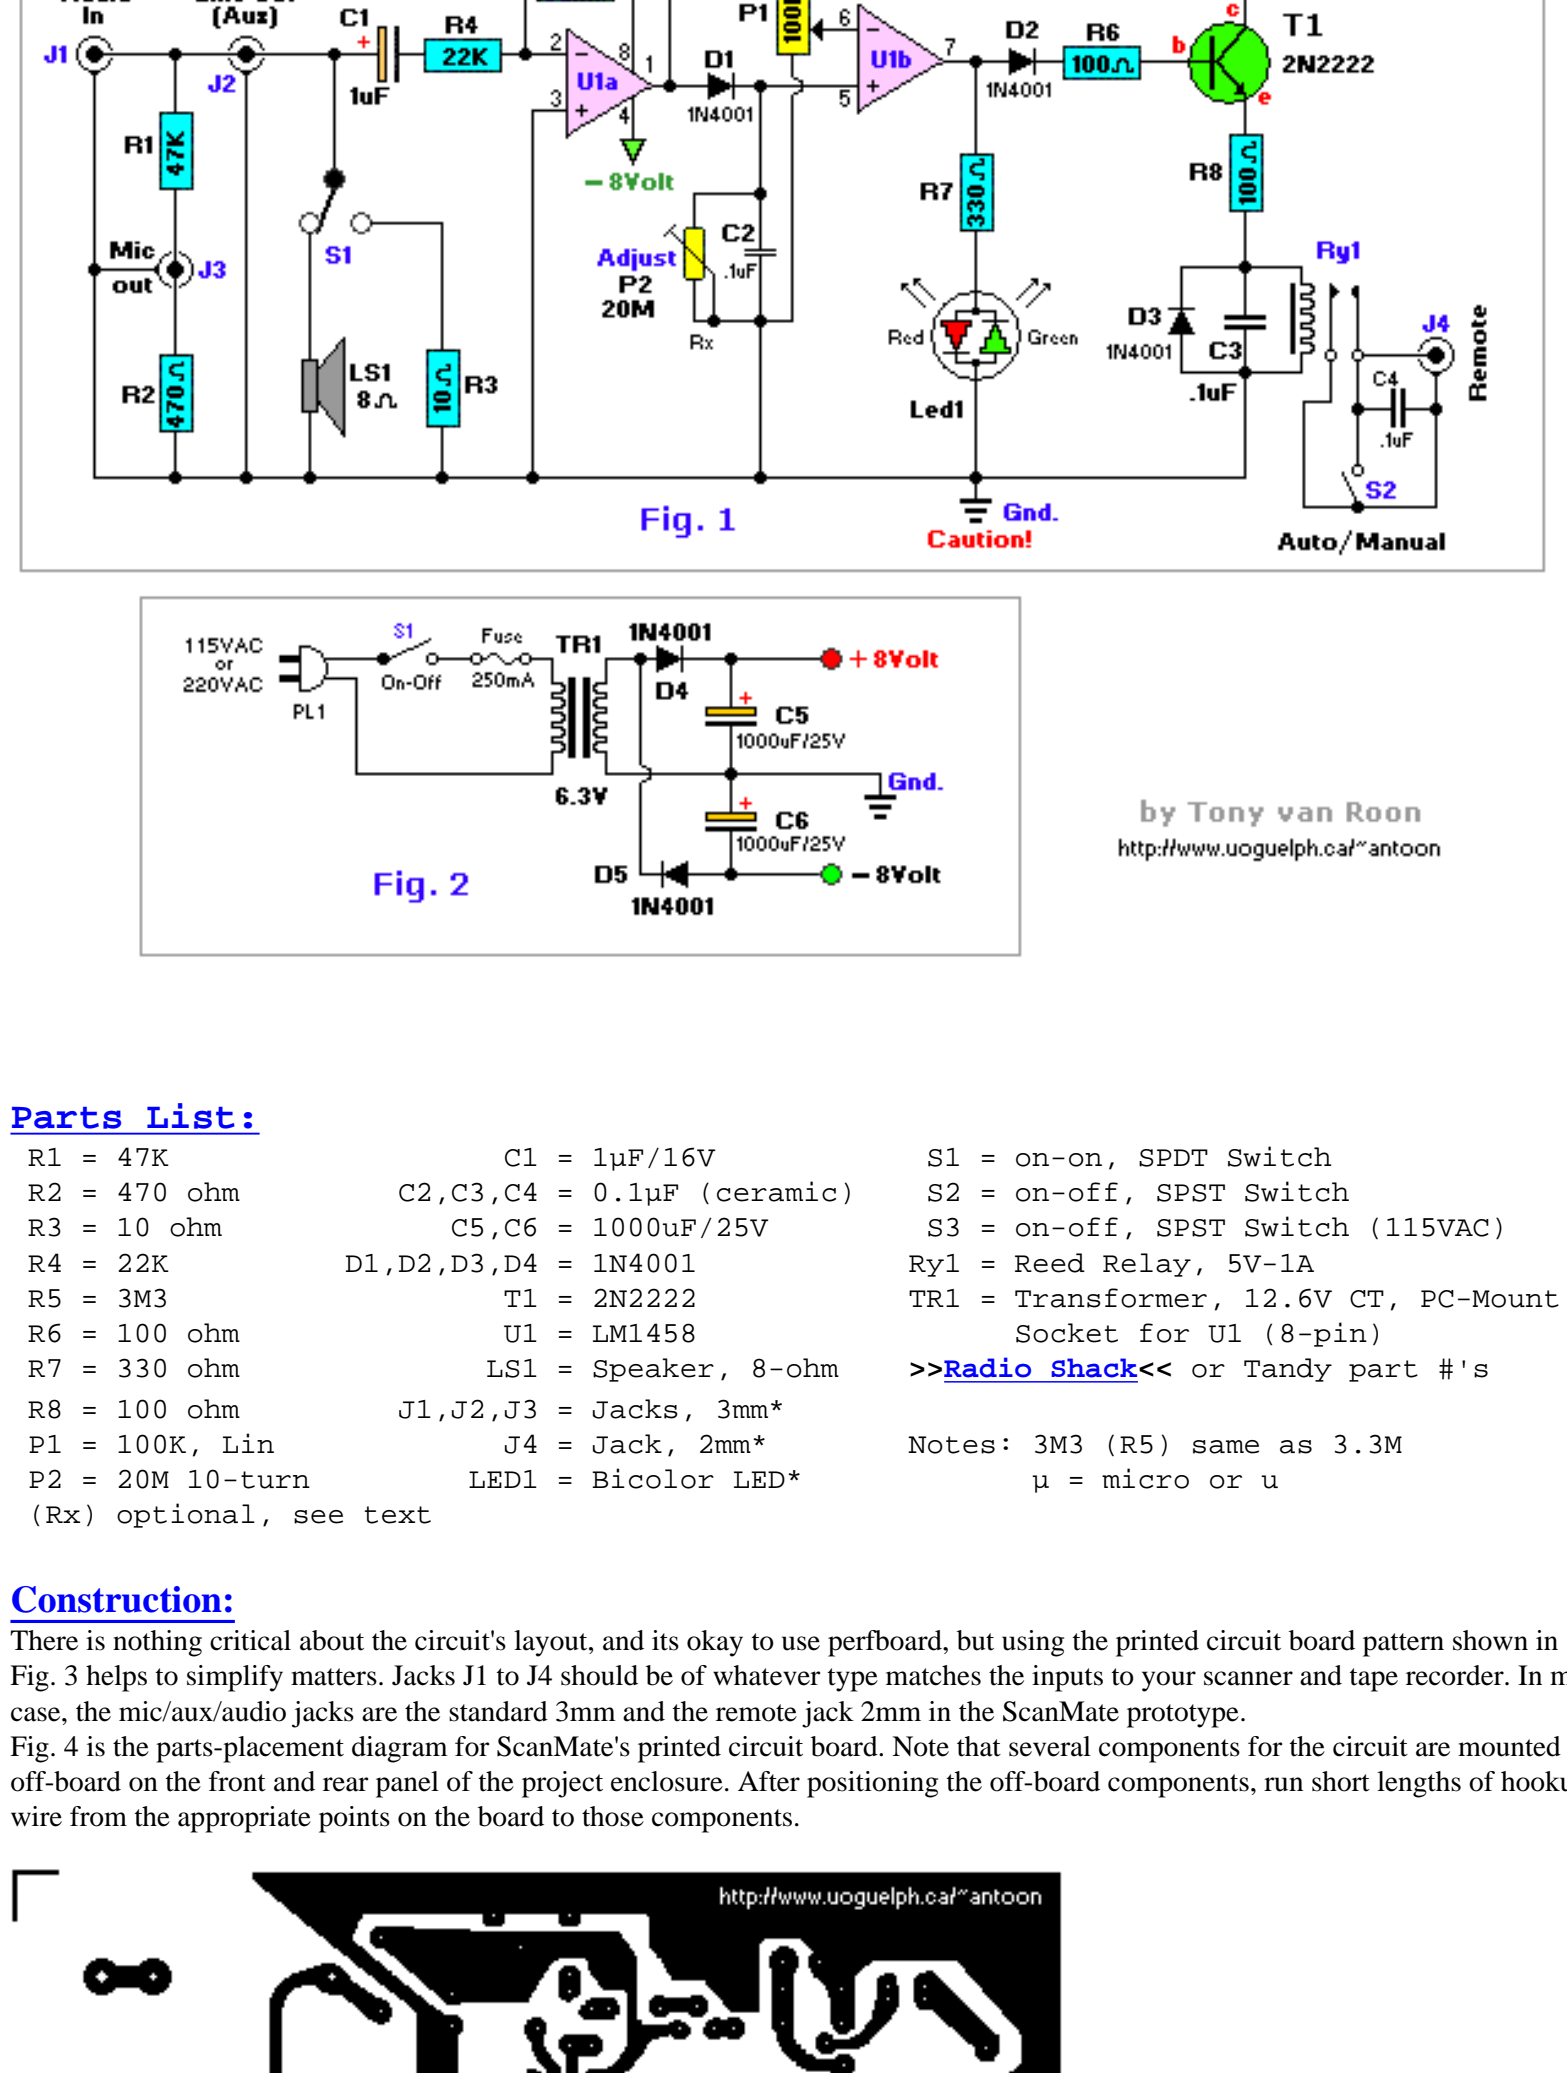 In
(Aux)
C1
R4
P1
100K
c
T1
2N2222
J1
+
22K
2
−
8
1
U1a
D1
6
−
U1b
7
D2
R6
100Ω
b
e
J2
1uF
3
+
4
1N4001
5
+
1N4001
R1
47K
− 8Volt
R7
330Ω
R8
100Ω
Mic
out
J3
S1
Adjust
P2
20M
C2
.1uF
Rx
Ry1
Red
Green
D3
1N4001
C3
.1uF
J4
Remote
R2
470Ω
LS1
8Ω
10Ω
R3
Led1
C4
.1uF
S2
Fig. 1
Gnd.
Caution!
Auto/Manual
115VAC
or
220VAC
PL1
S1
On-Off
Fuse
250mA
TR1
6.3V
1N4001
D4
+ 8Volt
+
C5
1000uF/25V
Gnd.
+
C6
1000uF/25V
D5
1N4001
− 8Volt
Fig. 2
by Tony van Roon
http://www.uoguelph.ca/~antoon
Parts List:
R1 = 47K C1 = 1µF/16V S1 = on-on, SPDT Switch
R2 = 470 ohm C2,C3,C4 = 0.1µF (ceramic) S2 = on-off, SPST Switch
R3 = 10 ohm C5,C6 = 1000uF/25V S3 = on-off, SPST Switch (115VAC)
R4 = 22K D1,D2,D3,D4 = 1N4001 Ry1 = Reed Relay, 5V-1A
R5 = 3M3 T1 = 2N2222 TR1 = Transformer, 12.6V CT, PC-Mount
R6 = 100 ohm U1 = LM1458 Socket for U1 (8-pin)
R7 = 330 ohm LS1 = Speaker, 8-ohm >>Radio Shack<< or Tandy part #'s
R8 = 100 ohm J1,J2,J3 = Jacks, 3mm*
P1 = 100K, Lin J4 = Jack, 2mm* Notes: 3M3 (R5) same as 3.3M
P2 = 20M 10-turn LED1 = Bicolor LED* µ = micro or u
(Rx) optional, see text
Construction:
There is nothing critical about the circuit's layout, and its okay to use perfboard, but using the printed circuit board pattern shown in
Fig. 3 helps to simplify matters. Jacks J1 to J4 should be of whatever type matches the inputs to your scanner and tape recorder. In
case, the mic/aux/audio jacks are the standard 3mm and the remote jack 2mm in the ScanMate prototype.
Fig. 4 is the parts-placement diagram for ScanMate's printed circuit board. Note that several components for the circuit are mounted
off-board on the front and rear panel of the project enclosure. After positioning the off-board components, run short lengths of
wire from the appropriate points on the board to those components.
http://www.uoguelph.ca/~antoon